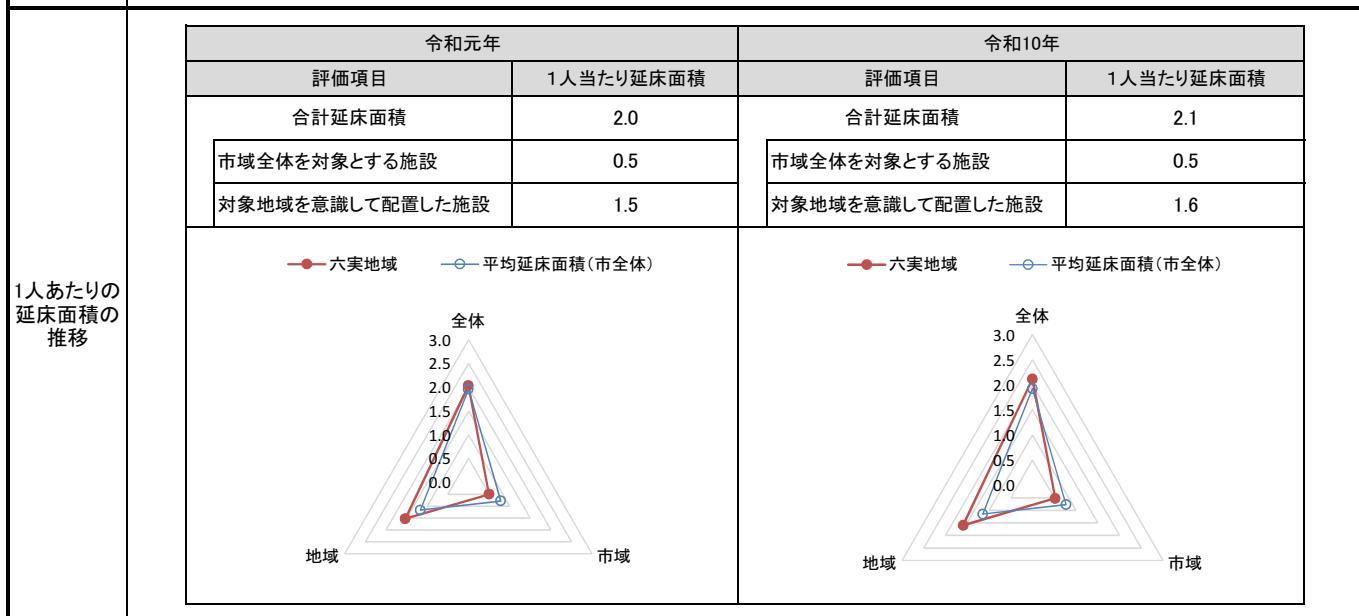 令和元年
令和10年
評価項目
1人当たり延床面積
評価項目
1人当たり延床面積
合計延床面積
2.0
合計延床面積
2.1
市域全体を対象とする施設
0.5
市域全体を対象とする施設
0.5
対象地域を意識して配置した施設
1.5
対象地域を意識して配置した施設
1.6
1人あたりの
延床面積の
推移
六実地域
平均延床面積(市全体)
全体
3.0
2.5
2.0
1.5
1.0
0.5
0.0
地域
市域
六実地域
平均延床面積(市全体)
全体
3.0
2.5
2.0
1.5
1.0
0.5
0.0
地域
市域